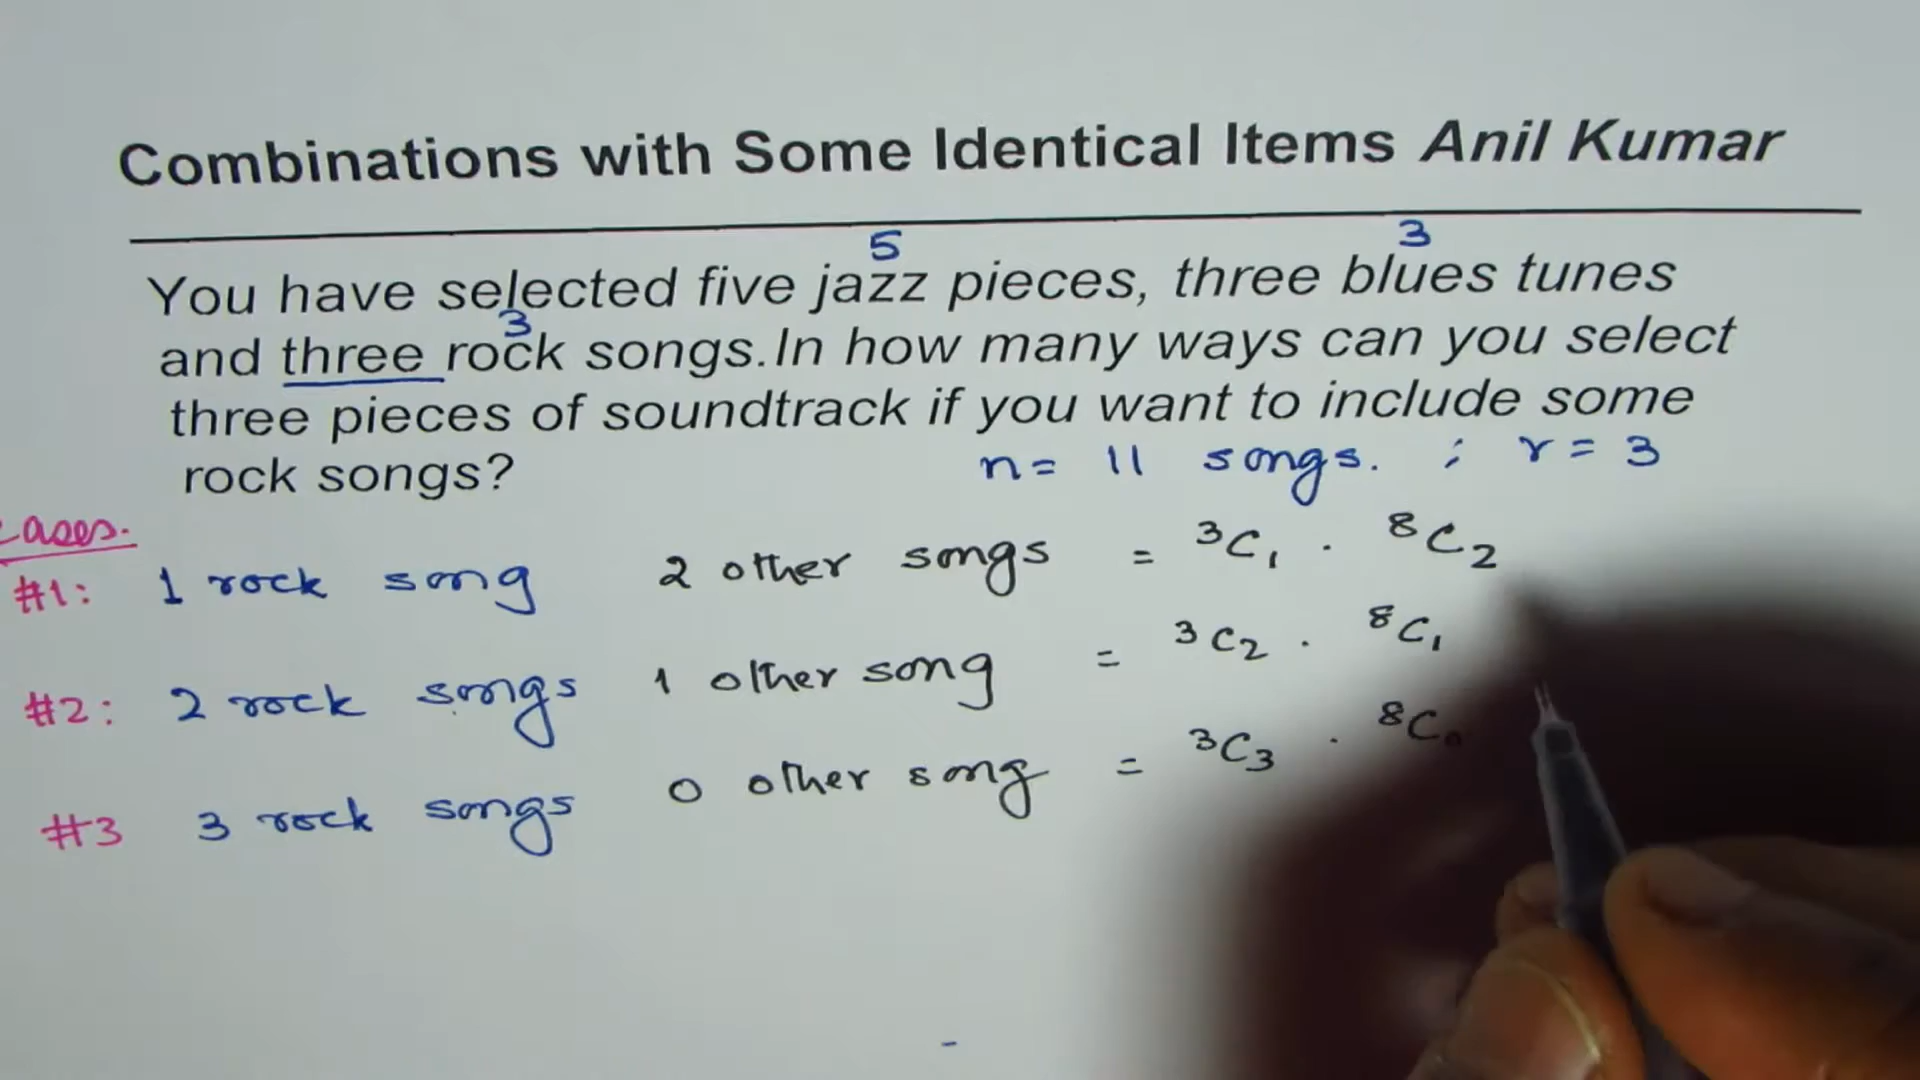 Combinations with Some Identical Items Anil Kumar
5 3
You have selected five jazz pieces, three blues tunes
3
and three rock songs.In how many ways can you select
three pieces of soundtrack if you want to include some
rock songs? n = 11 songs. ; r = 3
cases.
#1: 1 rock song 2 other songs = ³C₁ · ⁸C₂
#2: 2 rock songs 1 other song = ³C₂ · ⁸C₁
#3 3 rock songs 0 other song = ³C₃ · ⁸C₀